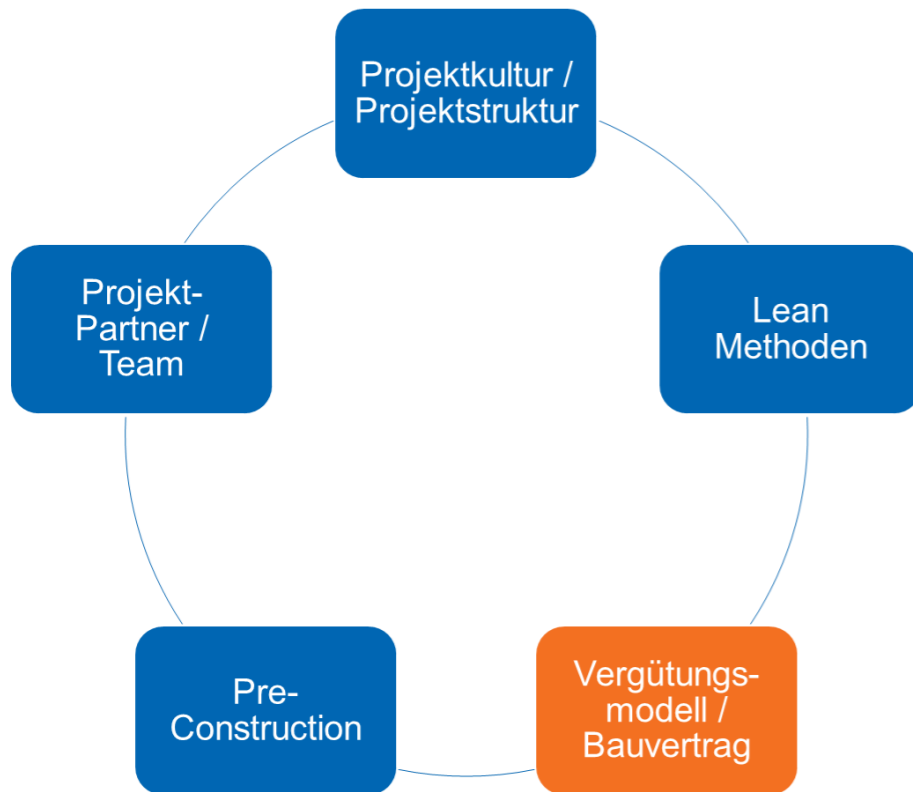 Projektkultur /
Projektstruktur
Projekt-
Partner /
Team
Lean
Methoden
Pre-
Construction
Vergütungs-
modell /
Bauvertrag